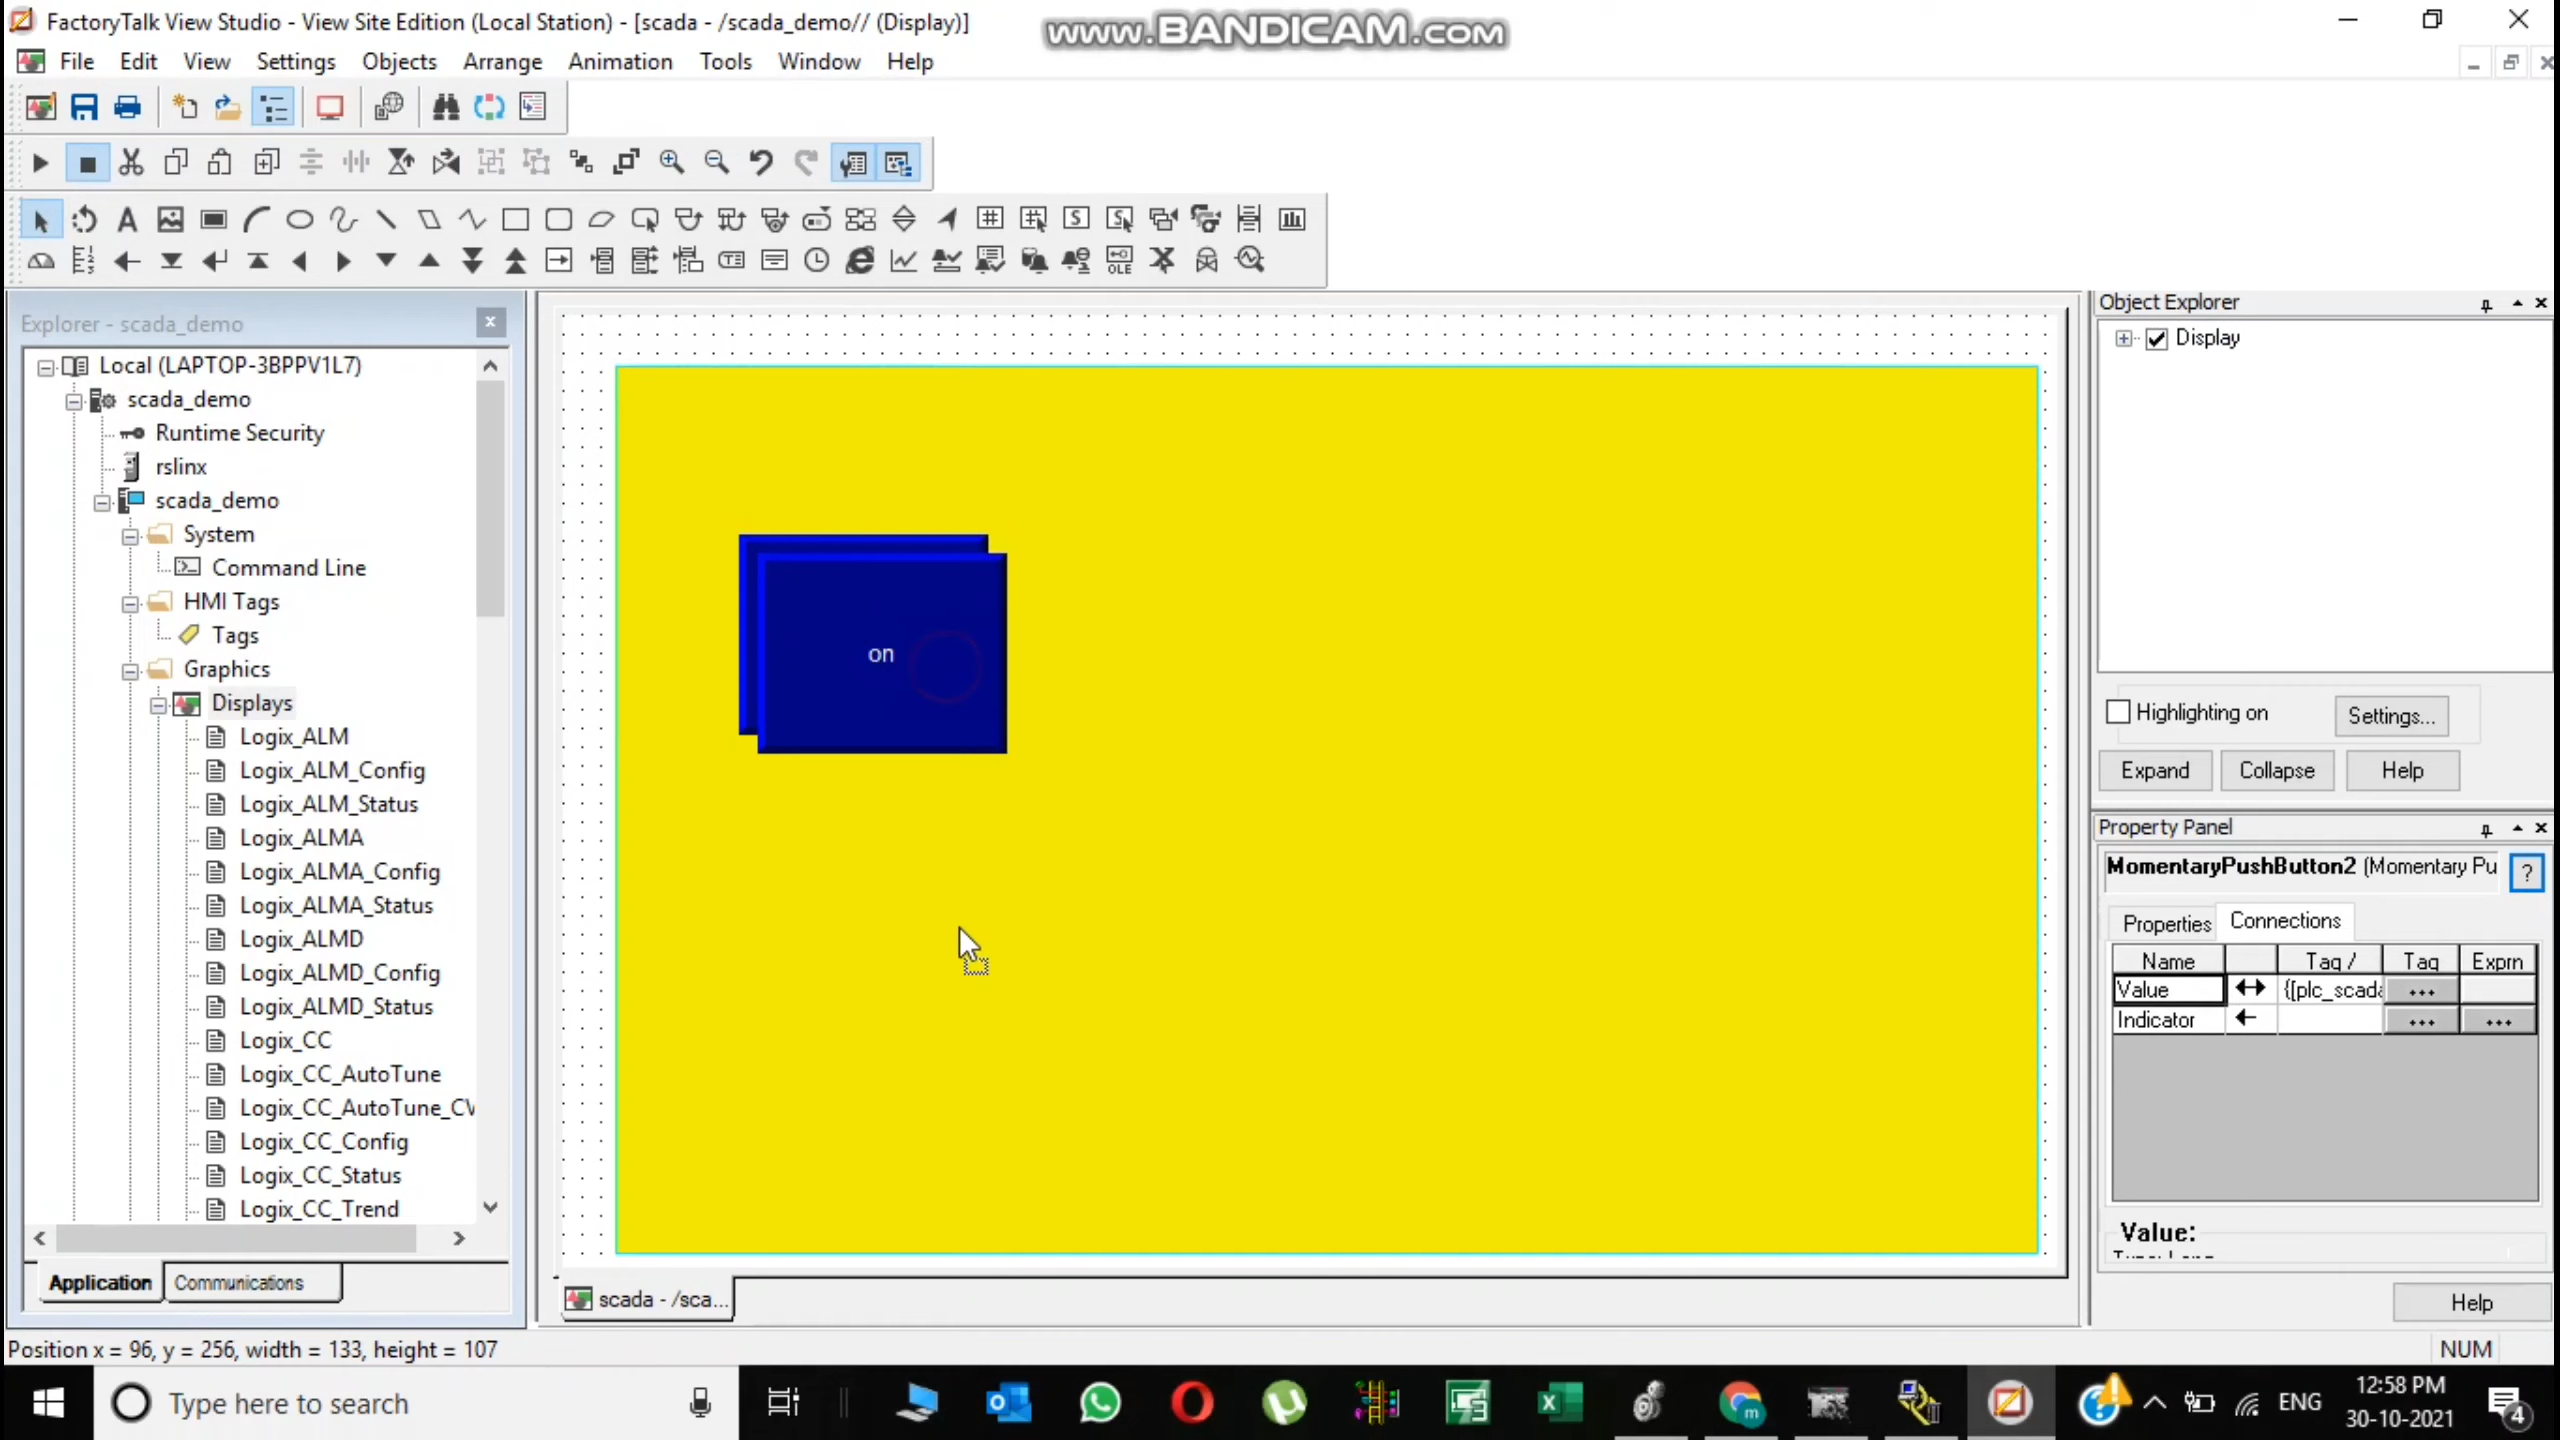 FactoryTalk View Studio - View Site Edition (Local Station) - [scada - /scada_demo// (Display)]
www.BANDICAM.com
File Edit View Settings Objects Arrange Animation Tools Window Help
Explorer - scada_demo
Local (LAPTOP-3BPPV1L7)
scada_demo
Runtime Security
rslinx
scada_demo
System
Command Line
HMI Tags
Tags
Graphics
Displays
Logix_ALM
Logix_ALM_Config
Logix_ALM_Status
Logix_ALMA
Logix_ALMA_Config
Logix_ALMA_Status
Logix_ALMD
Logix_ALMD_Config
Logix_ALMD_Status
Logix_CC
Logix_CC_AutoTune
Logix_CC_AutoTune_CV
Logix_CC_Config
Logix_CC_Status
Logix_CC_Trend
Application Communications
on
scada - /sca...
Object Explorer
Display
Highlighting on Settings...
Expand Collapse Help
Property Panel
MomentaryPushButton2 (Momentary Pu ?
Properties Connections
Name Tag / Tag Exprn
Value {[plc_scada ...
Indicator ... ...
Value:
Help
Position x = 96, y = 256, width = 133, height = 107
NUM
Type here to search
ENG
12:58 PM
30-10-2021
4